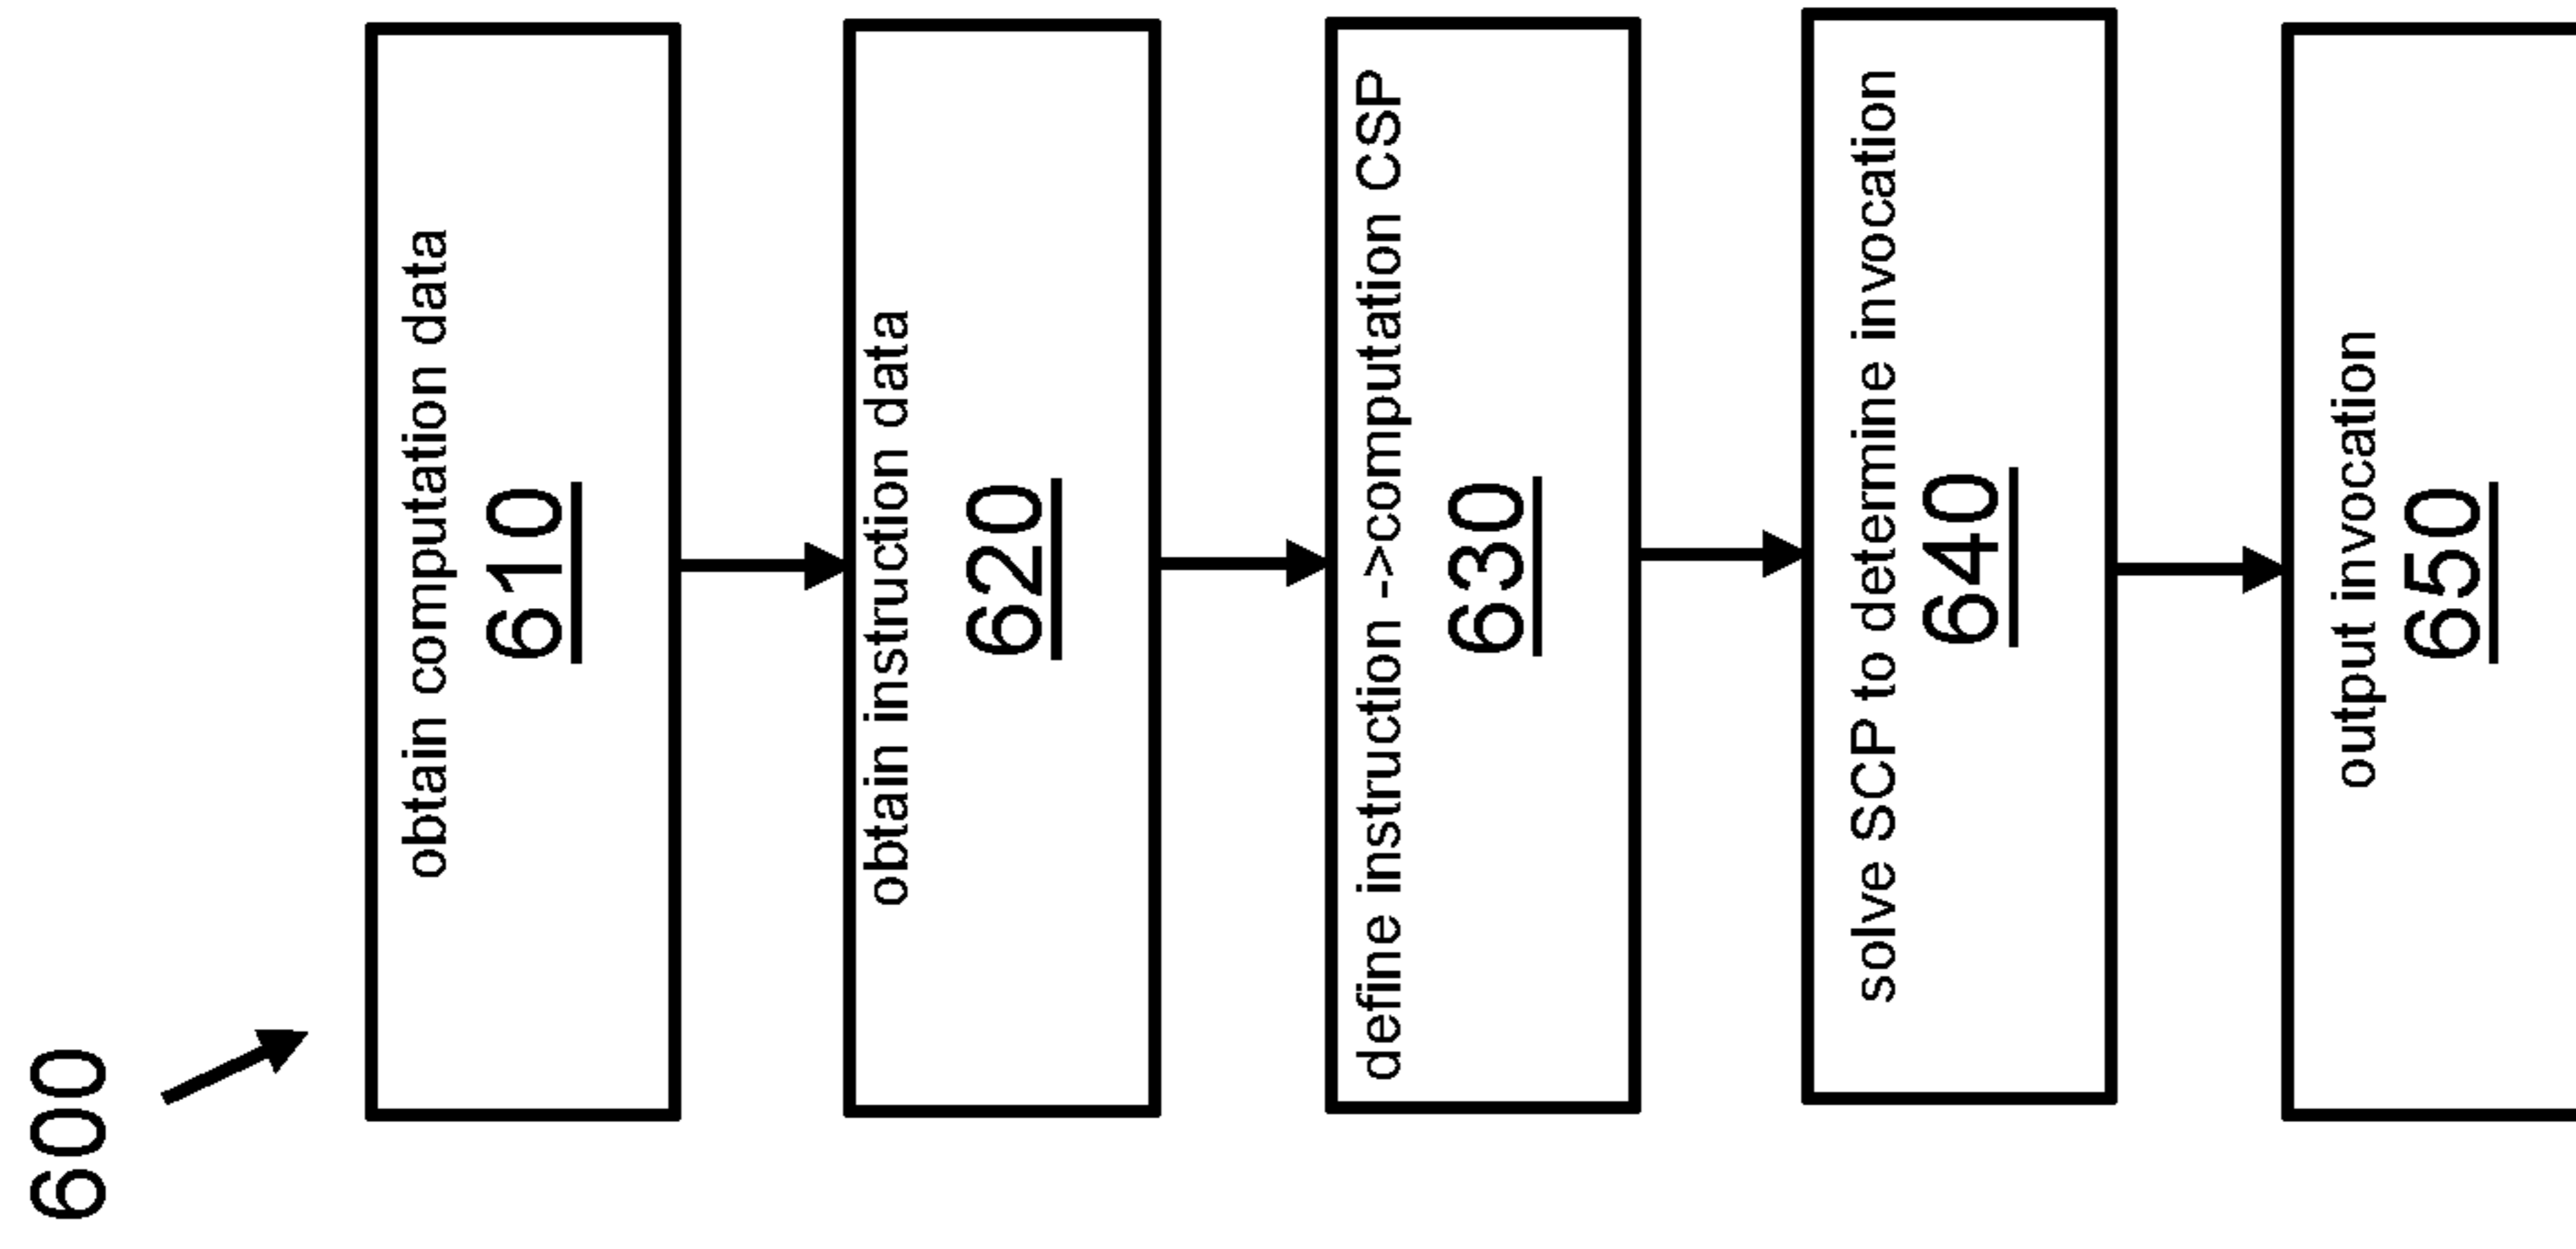 600
obtain computation data
610
obtain instruction data
620
define instruction ->computation CSP
630
solve SCP to determine invocation
640
output invocation
650